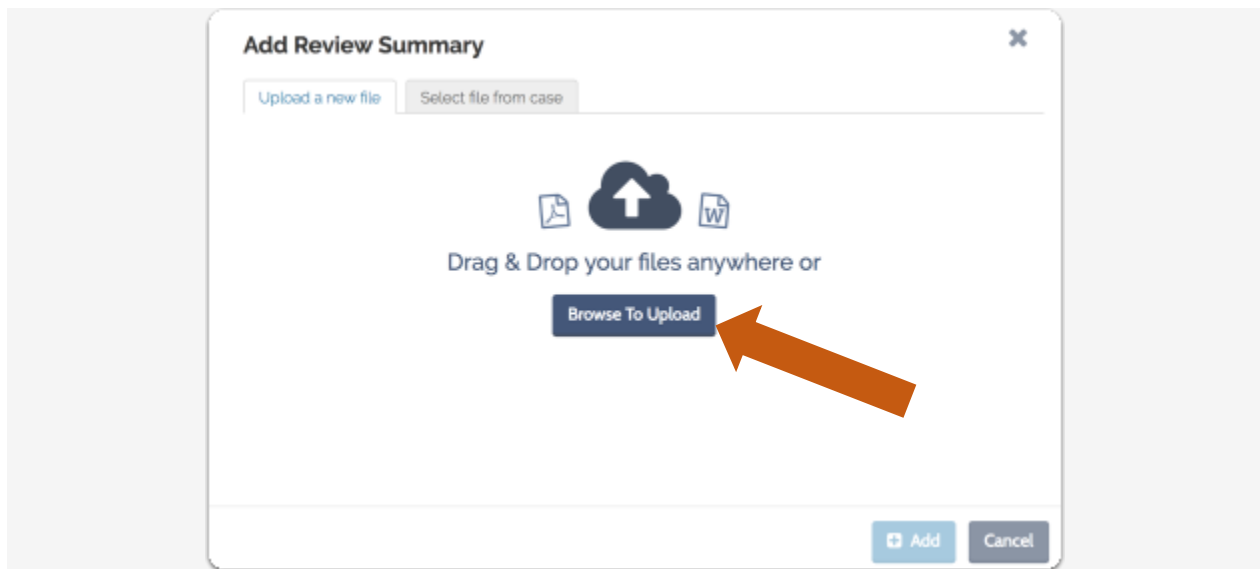 Add Review Summary
Upload a new file
Select file from case
W
Drag & Drop your files anywhere or
Browse To Upload
Add
Cancel